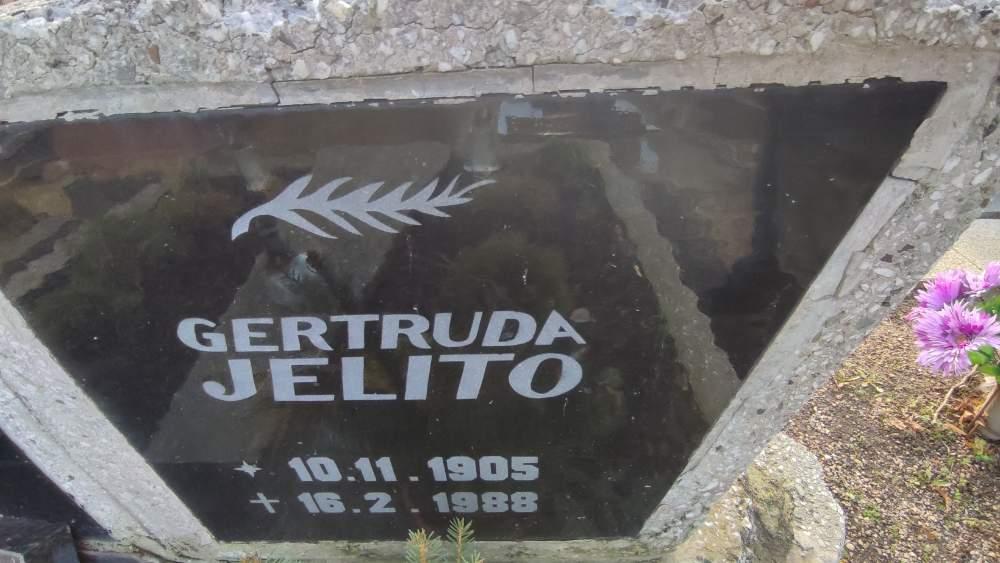 GERTRUDA
JELITO
* 10.11.1905
+ 16.2.1988